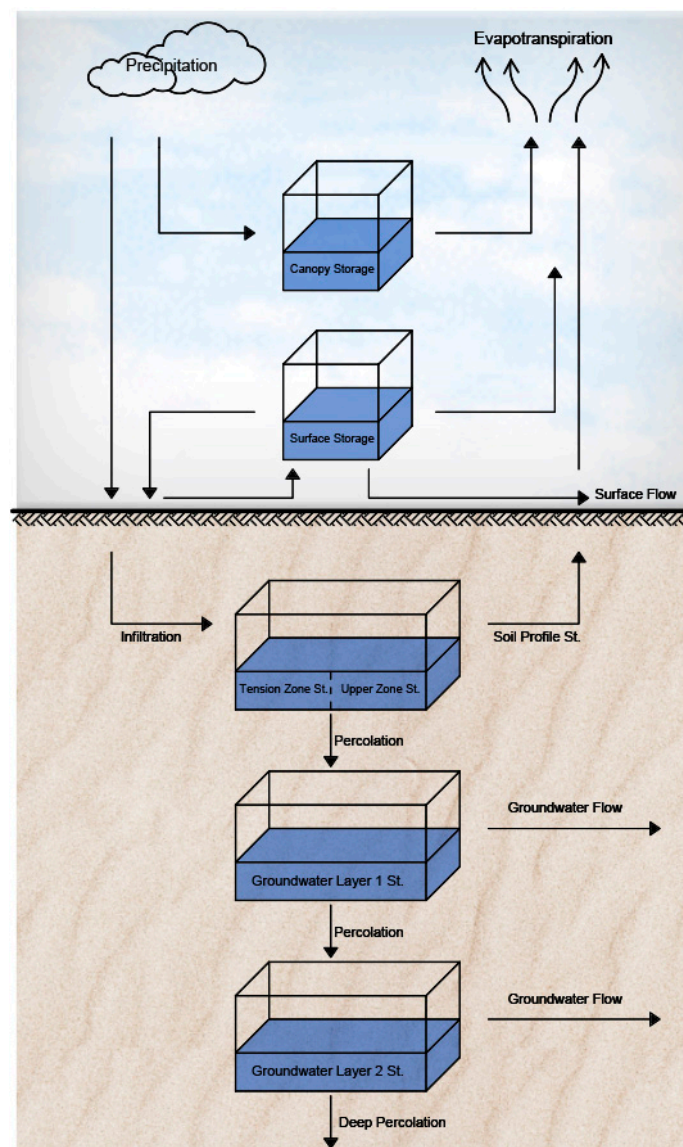 Evapotranspiration
Precipitation
Canopy Storage
Surface Storage
Surface Flow
Infiltration
Soil Profile St.
Tension Zone St.
Upper Zone St.
Percolation
Groundwater Flow
Groundwater Layer 1 St.
Percolation
Groundwater Flow
Groundwater Layer 2 St.
Deep Percolation